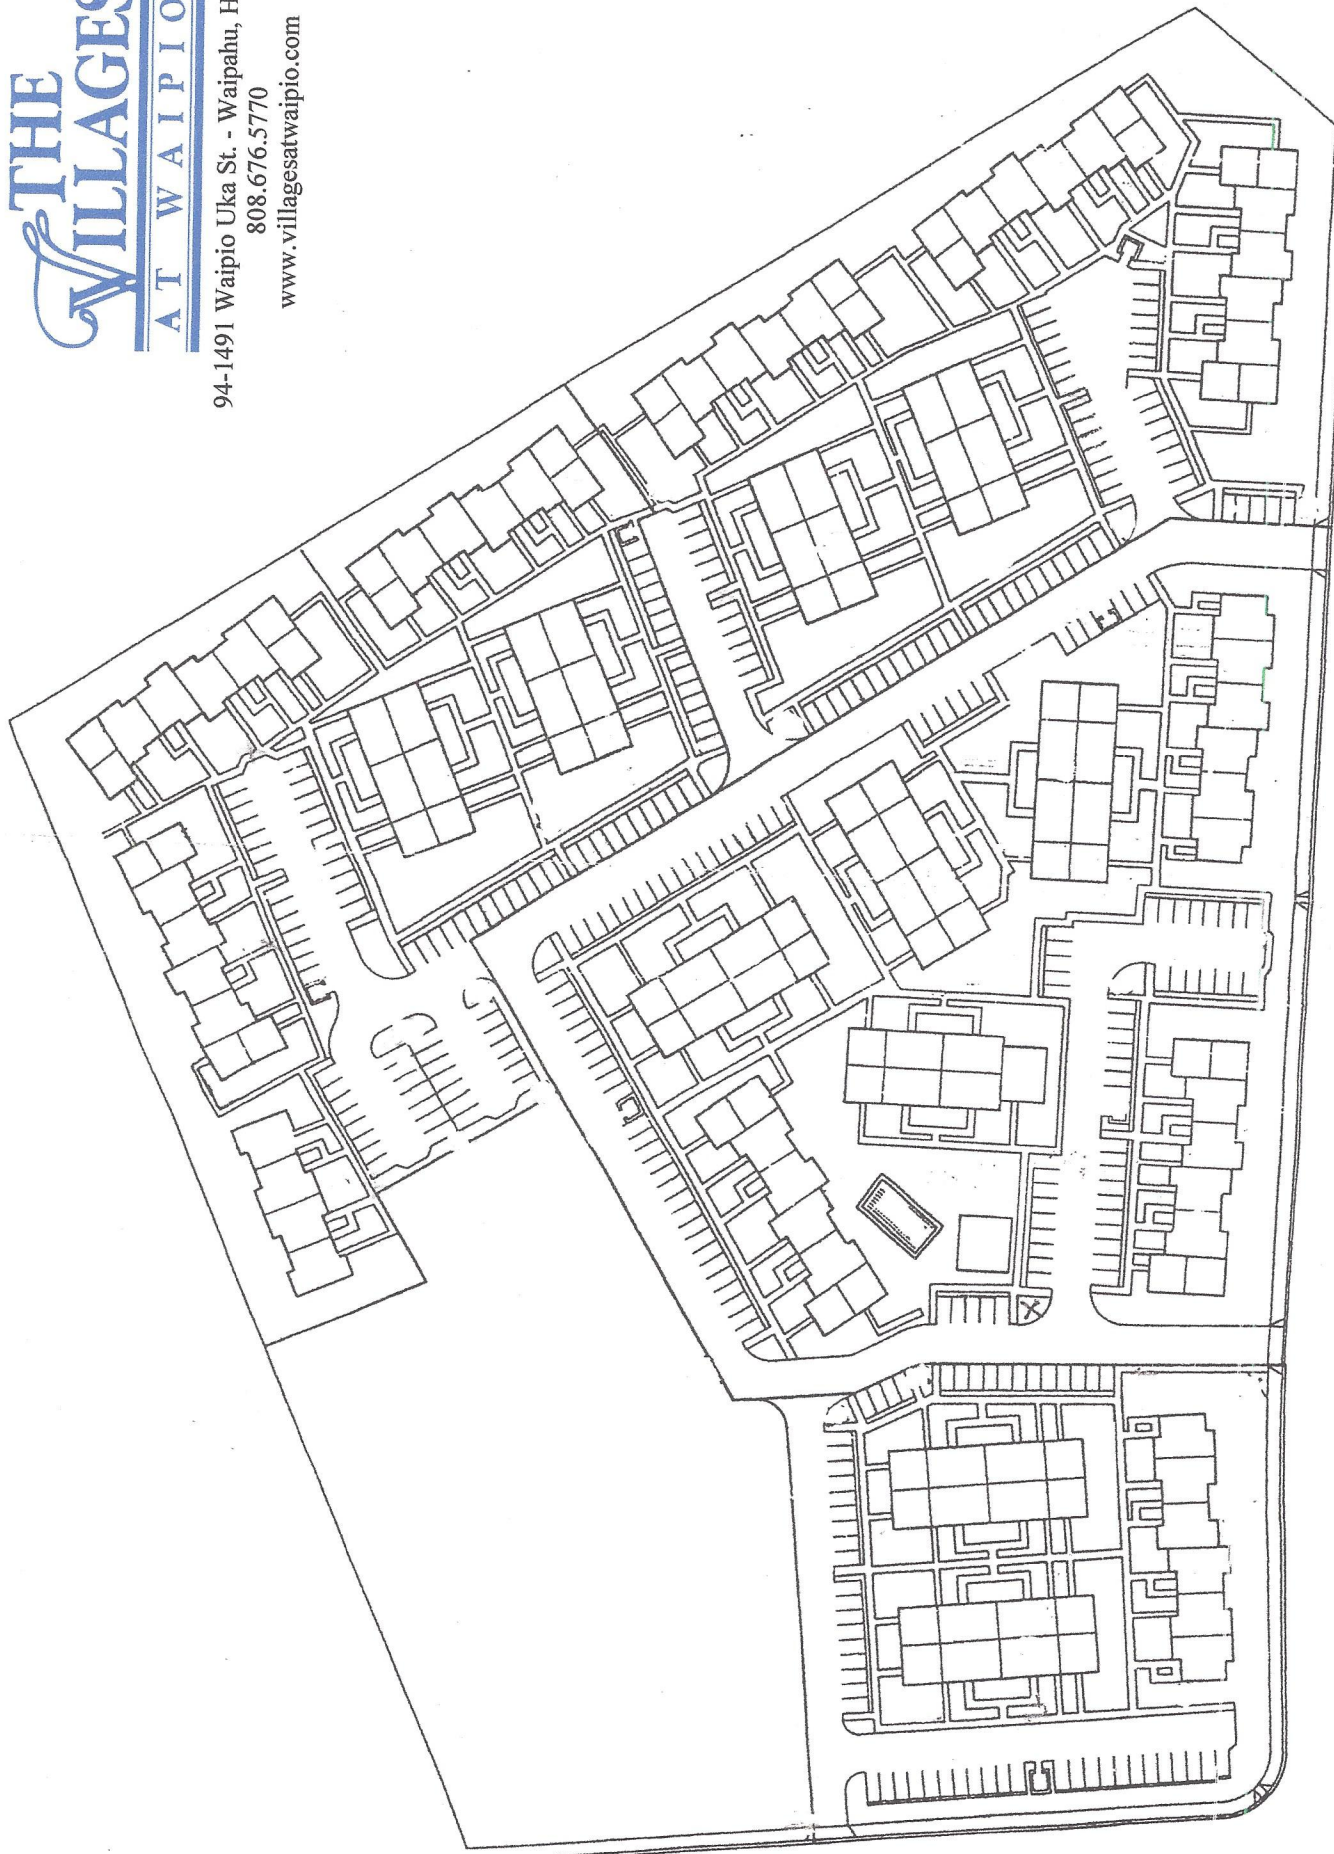 THE
VILLAGES
AT WAIPIO
94-1491 Waipio Uka St. - Waipahu, H
808.676.5770
www.villagesatwaipio.com